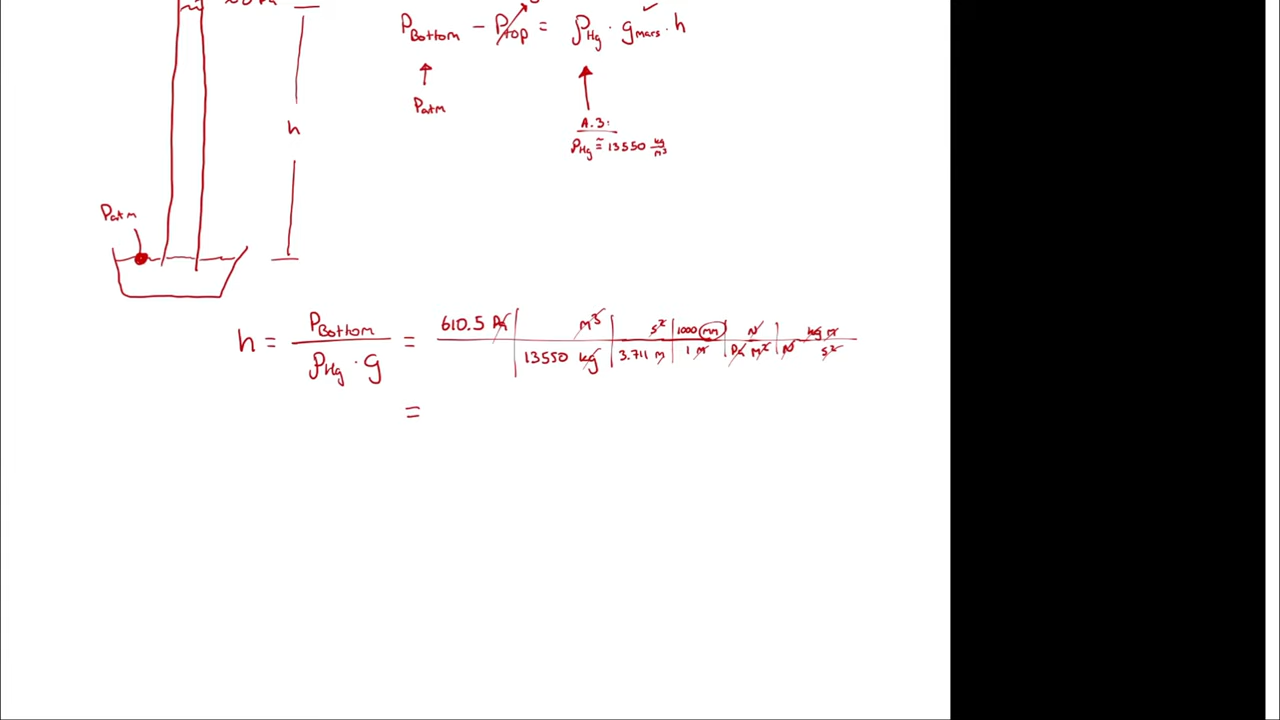 P_Bottom − P_top = ρ_Hg · g_mars · h
P_atm
A.3:
ρ_Hg ≅ 13550 kg/m³
h
P_atm
h = P_Bottom / (ρ_Hg · g) = 610.5 Pa | m³ / 13550 kg | s² / 3.711 m | 1000 mm / 1 m | N / Pa m² | kg m / N s²
=